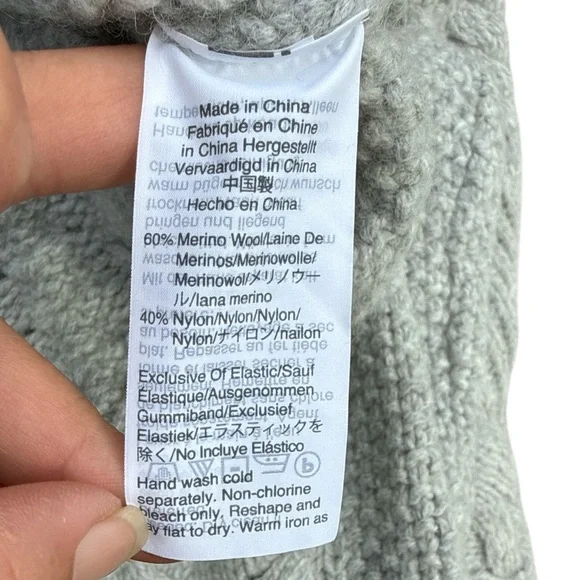 Made in China
Fabriqué en Chine
in China Hergestellt
Vervaardigd in China
中国製
Hecho en China
60% Merino Wool/Laine De
Merinos/Merinowolle/
Merinowol/メリノウー
ル/lana merino
40% Nylon/Nylon/Nylon/
Nylon/ナイロン/nailon
Exclusive Of Elastic/Sauf
Élastique/Ausgenommen
Gummiband/Exclusief
Elastiek/エラスティックを
除く/No Incluye Elástico
Hand wash cold
separately. Non-chlorine
bleach only. Reshape and
lay flat to dry. Warm iron as